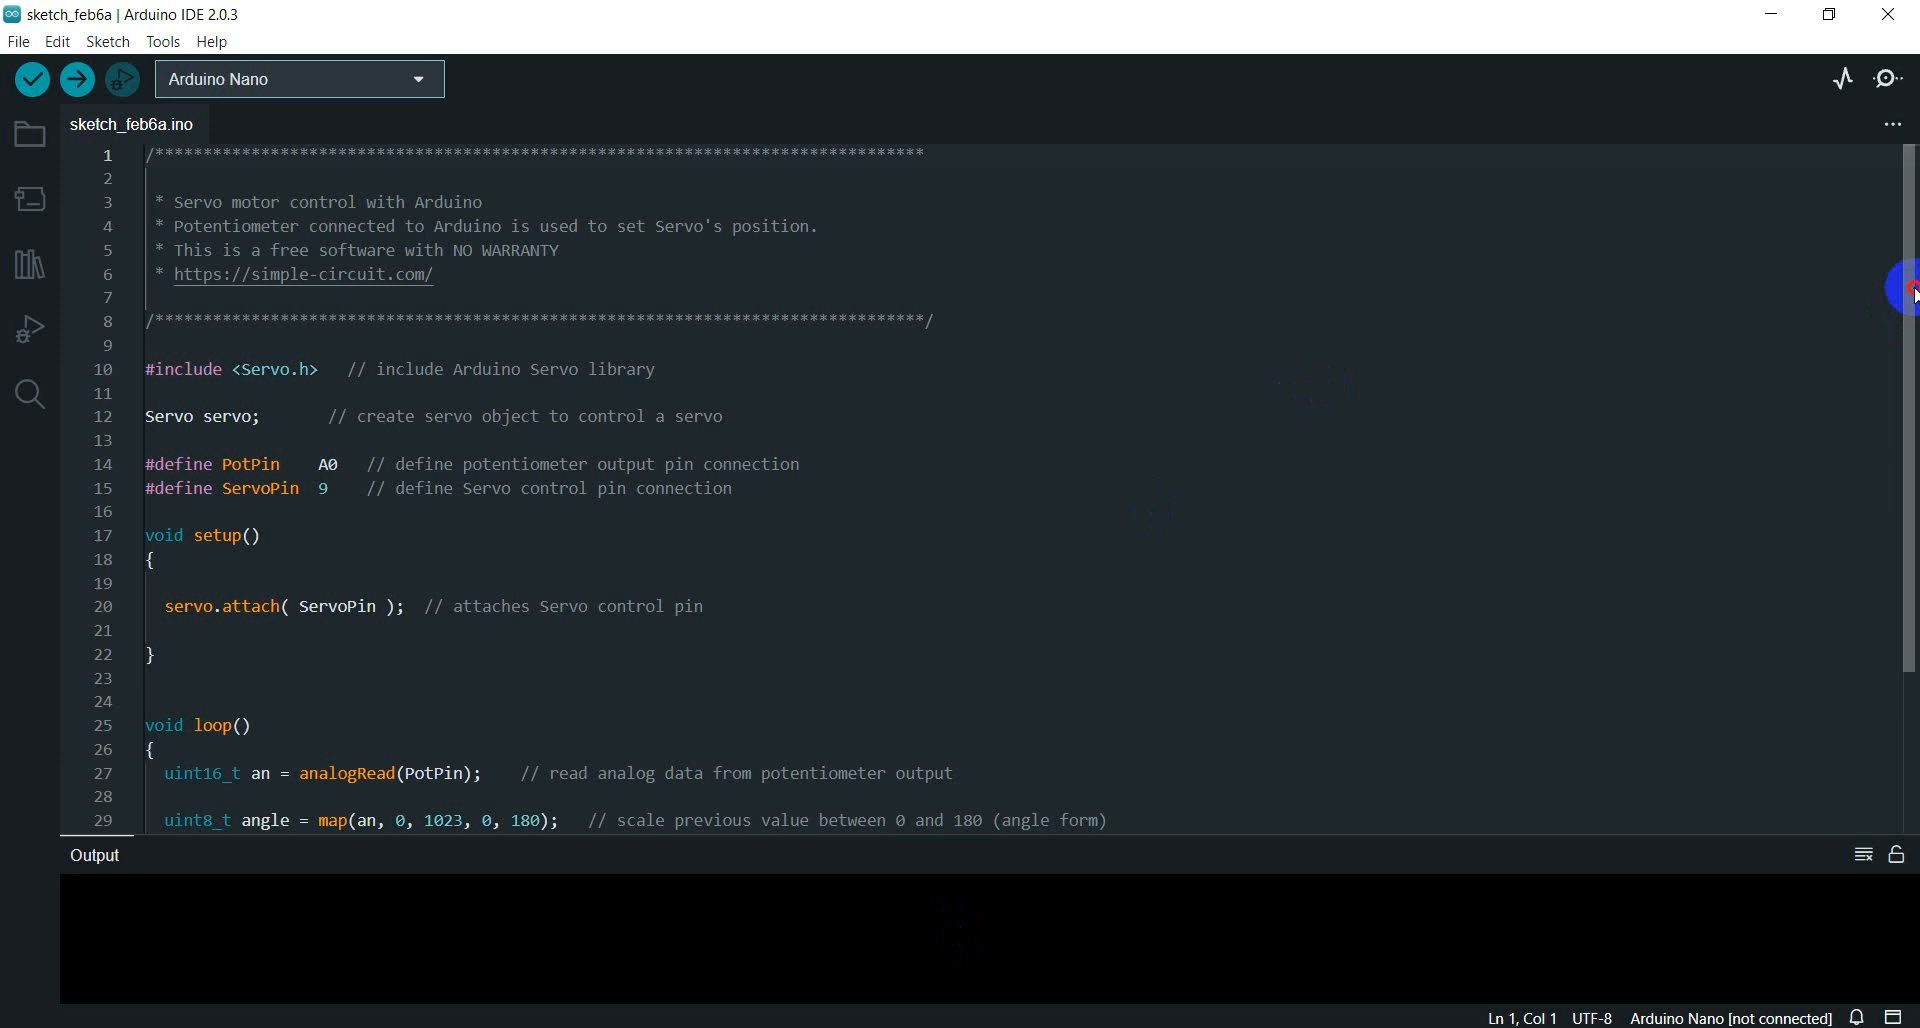 sketch_feb6a | Arduino IDE 2.0.3
File Edit Sketch Tools Help
Arduino Nano
sketch_feb6a.ino
1 /********************************************************************************
2
3 * Servo motor control with Arduino
4 * Potentiometer connected to Arduino is used to set Servo's position.
5 * This is a free software with NO WARRANTY
6 * https://simple-circuit.com/
7
8 /********************************************************************************/
9
10 #include <Servo.h>   // include Arduino Servo library
11
12 Servo servo;       // create servo object to control a servo
13
14 #define PotPin    A0   // define potentiometer output pin connection
15 #define ServoPin  9    // define Servo control pin connection
16
17 void setup()
18 {
19
20   servo.attach( ServoPin );  // attaches Servo control pin
21
22 }
23
24
25 void loop()
26 {
27   uint16_t an = analogRead(PotPin);    // read analog data from potentiometer output
28
29   uint8_t angle = map(an, 0, 1023, 0, 180);   // scale previous value between 0 and 180 (angle form)
Output
Ln 1, Col 1 UTF-8 Arduino Nano [not connected]